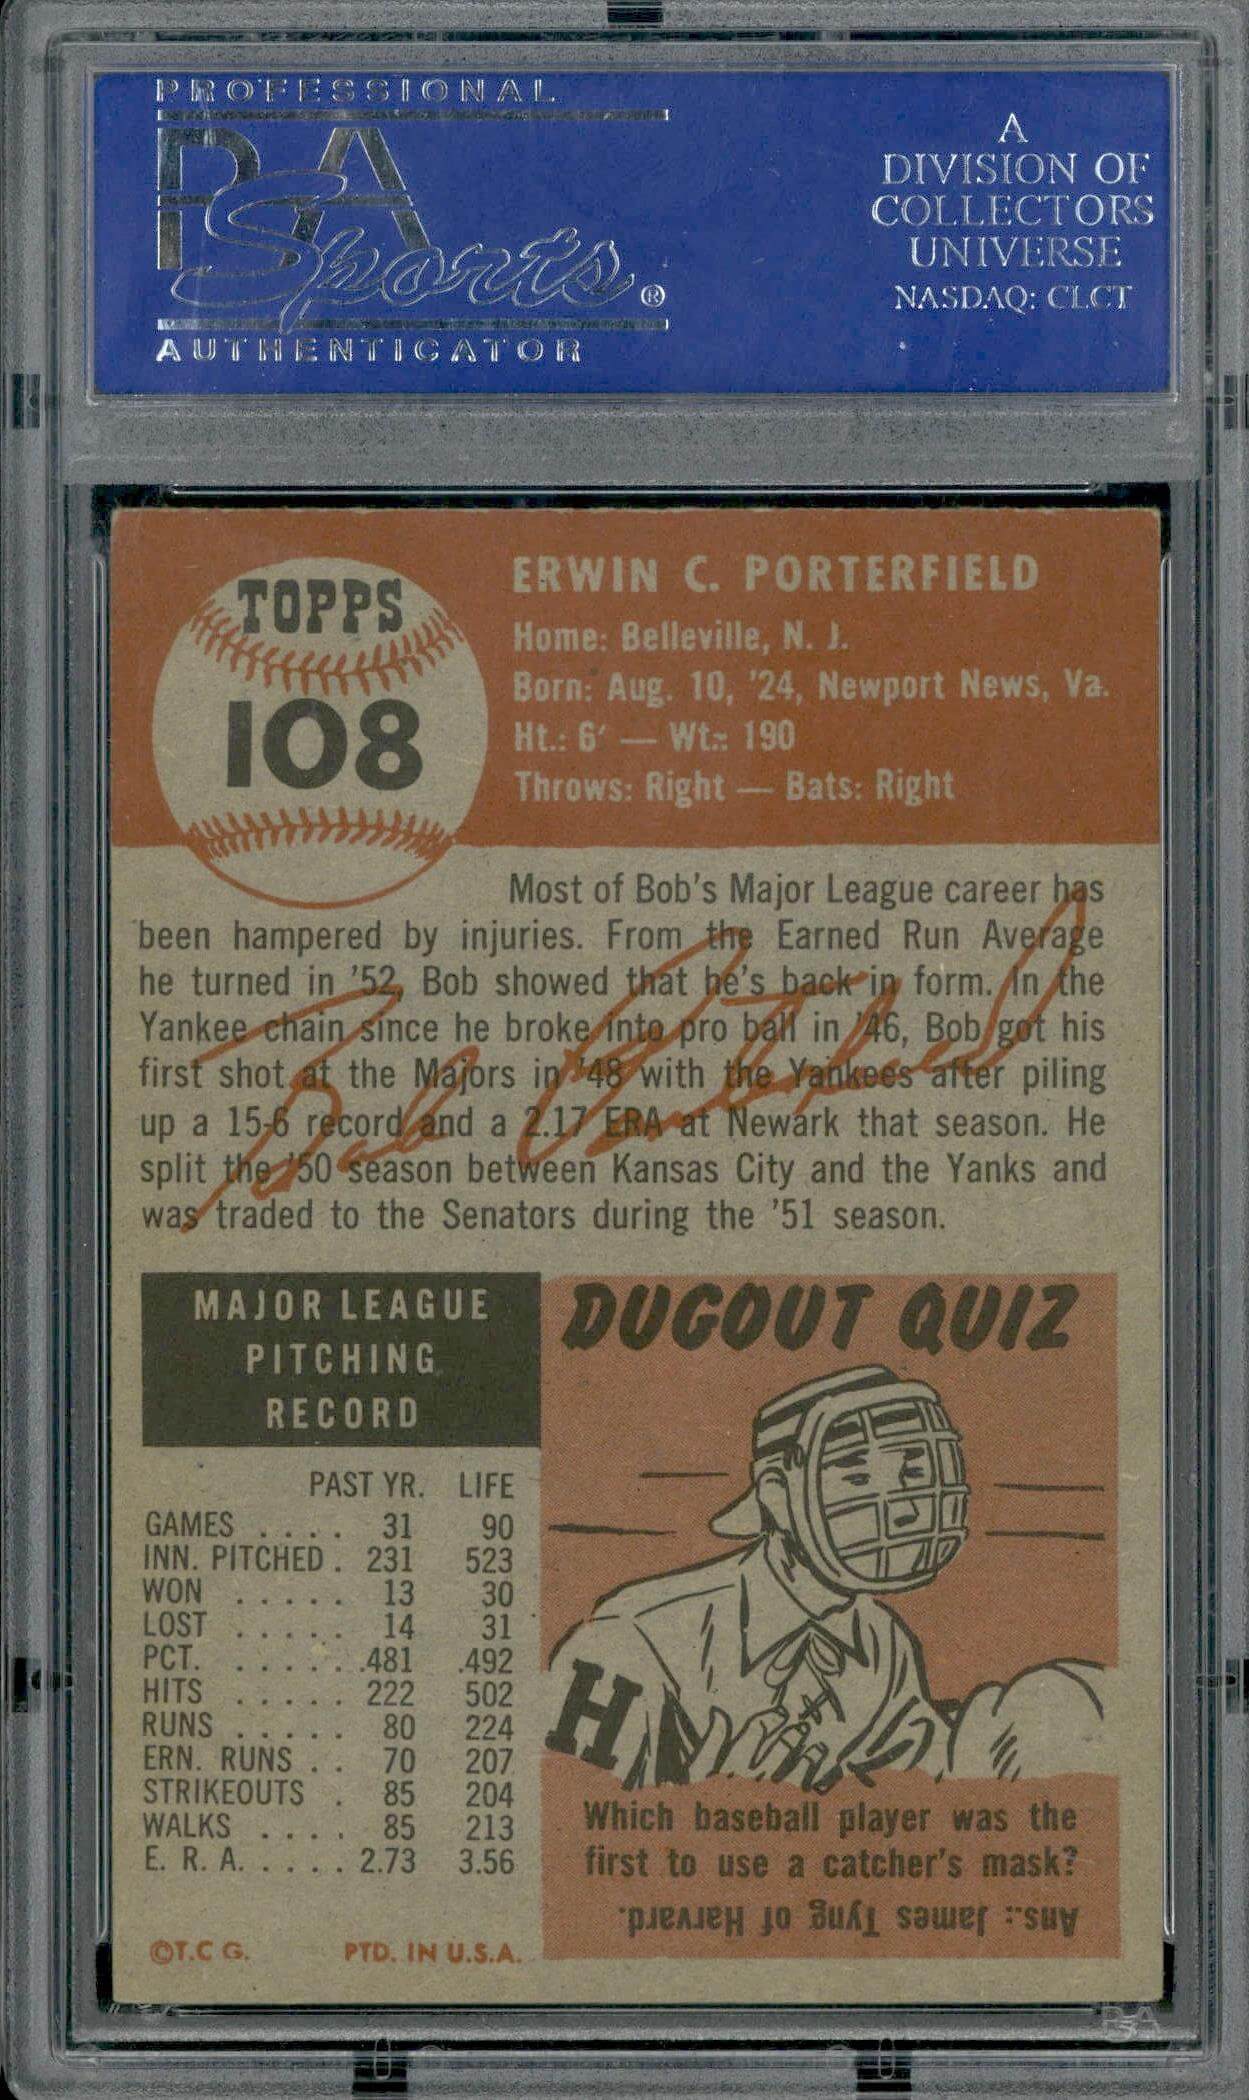 PROFESSIONAL
PSA
Sports®
AUTHENTICATOR
A
DIVISION OF
COLLECTORS
UNIVERSE
NASDAQ: CLCT
TOPPS
108
ERWIN C. PORTERFIELD
Home: Belleville, N. J.
Born: Aug. 10, '24, Newport News, Va.
Ht.: 6' — Wt.: 190
Throws: Right — Bats: Right
Most of Bob's Major League career has
been hampered by injuries. From the Earned Run Average
he turned in '52, Bob showed that he's back in form. In the
Yankee chain since he broke into pro ball in '46, Bob got his
first shot at the Majors in '48 with the Yankees after piling
up a 15-6 record and a 2.17 ERA at Newark that season. He
split the '50 season between Kansas City and the Yanks and
was traded to the Senators during the '51 season.
Bob Porterfield
MAJOR LEAGUE
PITCHING
RECORD
PAST YR. LIFE
GAMES .... 31 90
INN. PITCHED . 231 523
WON ..... 13 30
LOST ..... 14 31
PCT. ...... .481 .492
HITS ..... 222 502
RUNS ..... 80 224
ERN. RUNS .. 70 207
STRIKEOUTS . 85 204
WALKS .... 85 213
E. R. A. ..... 2.73 3.56
©T.C.G. PTD. IN U.S.A.
DUGOUT QUIZ
H
Which baseball player was the
first to use a catcher's mask?
Ans.: James Tyng of Harvard.
PSA